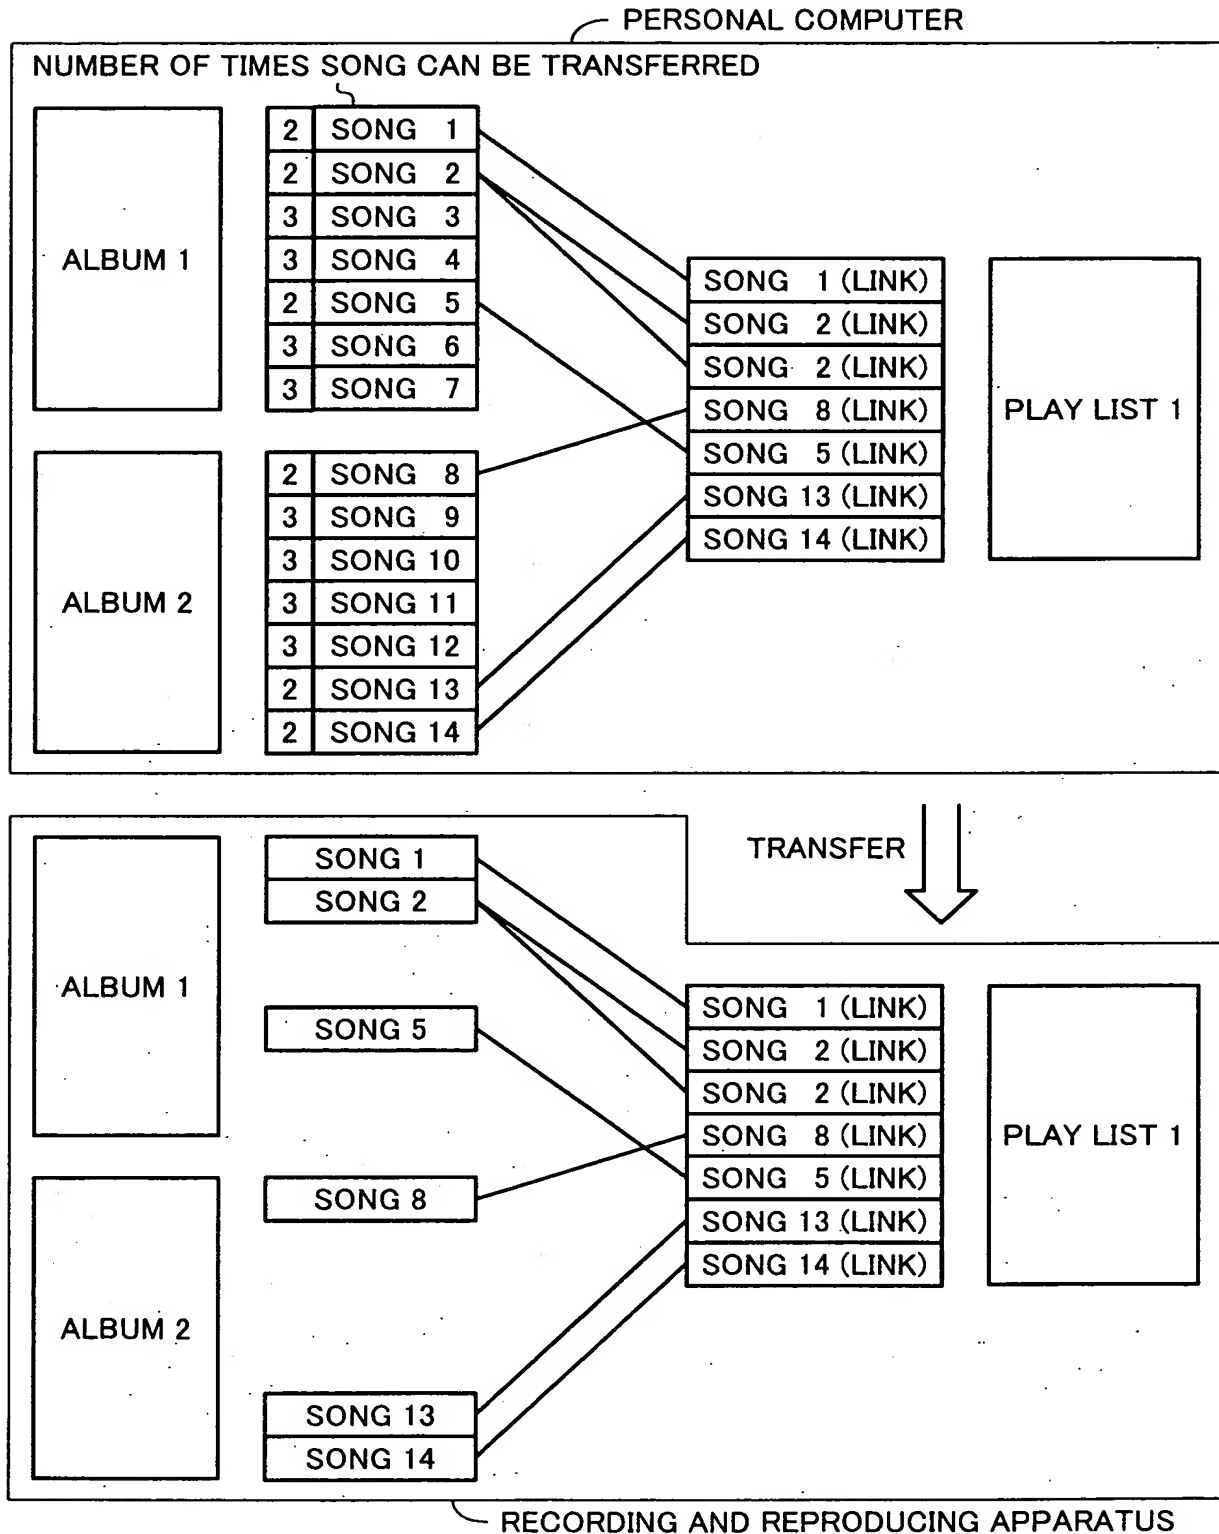 PERSONAL COMPUTER
NUMBER OF TIMES SONG CAN BE TRANSFERRED
ALBUM 1
2 SONG 1
2 SONG 2
3 SONG 3
3 SONG 4
2 SONG 5
3 SONG 6
3 SONG 7
ALBUM 2
2 SONG 8
3 SONG 9
3 SONG 10
3 SONG 11
3 SONG 12
2 SONG 13
2 SONG 14
SONG 1 (LINK)
SONG 2 (LINK)
SONG 2 (LINK)
SONG 8 (LINK)
SONG 5 (LINK)
SONG 13 (LINK)
SONG 14 (LINK)
PLAY LIST 1
TRANSFER
ALBUM 1
SONG 1
SONG 2
SONG 5
ALBUM 2
SONG 8
SONG 13
SONG 14
SONG 1 (LINK)
SONG 2 (LINK)
SONG 2 (LINK)
SONG 8 (LINK)
SONG 5 (LINK)
SONG 13 (LINK)
SONG 14 (LINK)
PLAY LIST 1
RECORDING AND REPRODUCING APPARATUS